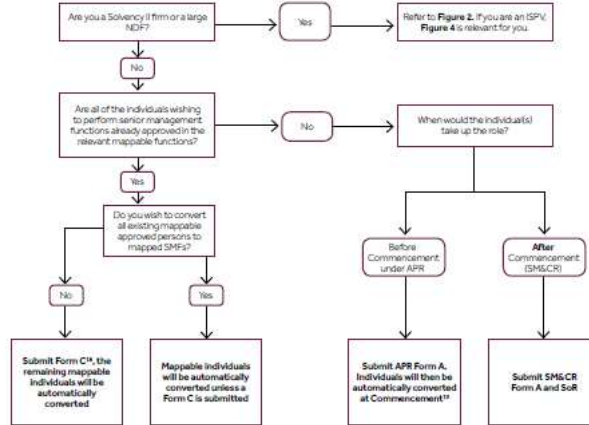 Are you a Solvency II firm or a large
NDF?
Yes
Refer to Figure 2. If you are an ISPV,
Figure 4 is relevant for you.
No
Are all of the individuals wishing
to perform senior management
functions already approved in the
relevant mappable functions?
No
When would the individual(s)
take up the role?
Yes
Do you wish to convert
all existing mappable
approved persons to
mapped SMFs?
Before
Commencement
under APR
After
Commencement
(SM&CR)
No
Yes
Submit Form C¹⁴, the
remaining mappable
individuals will be
automatically
converted
Mappable individuals
will be automatically
converted unless a
Form C is submitted
Submit APR Form A.
Individuals will then be
automatically converted
at Commencement¹³
Submit SM&CR
Form A and SoR